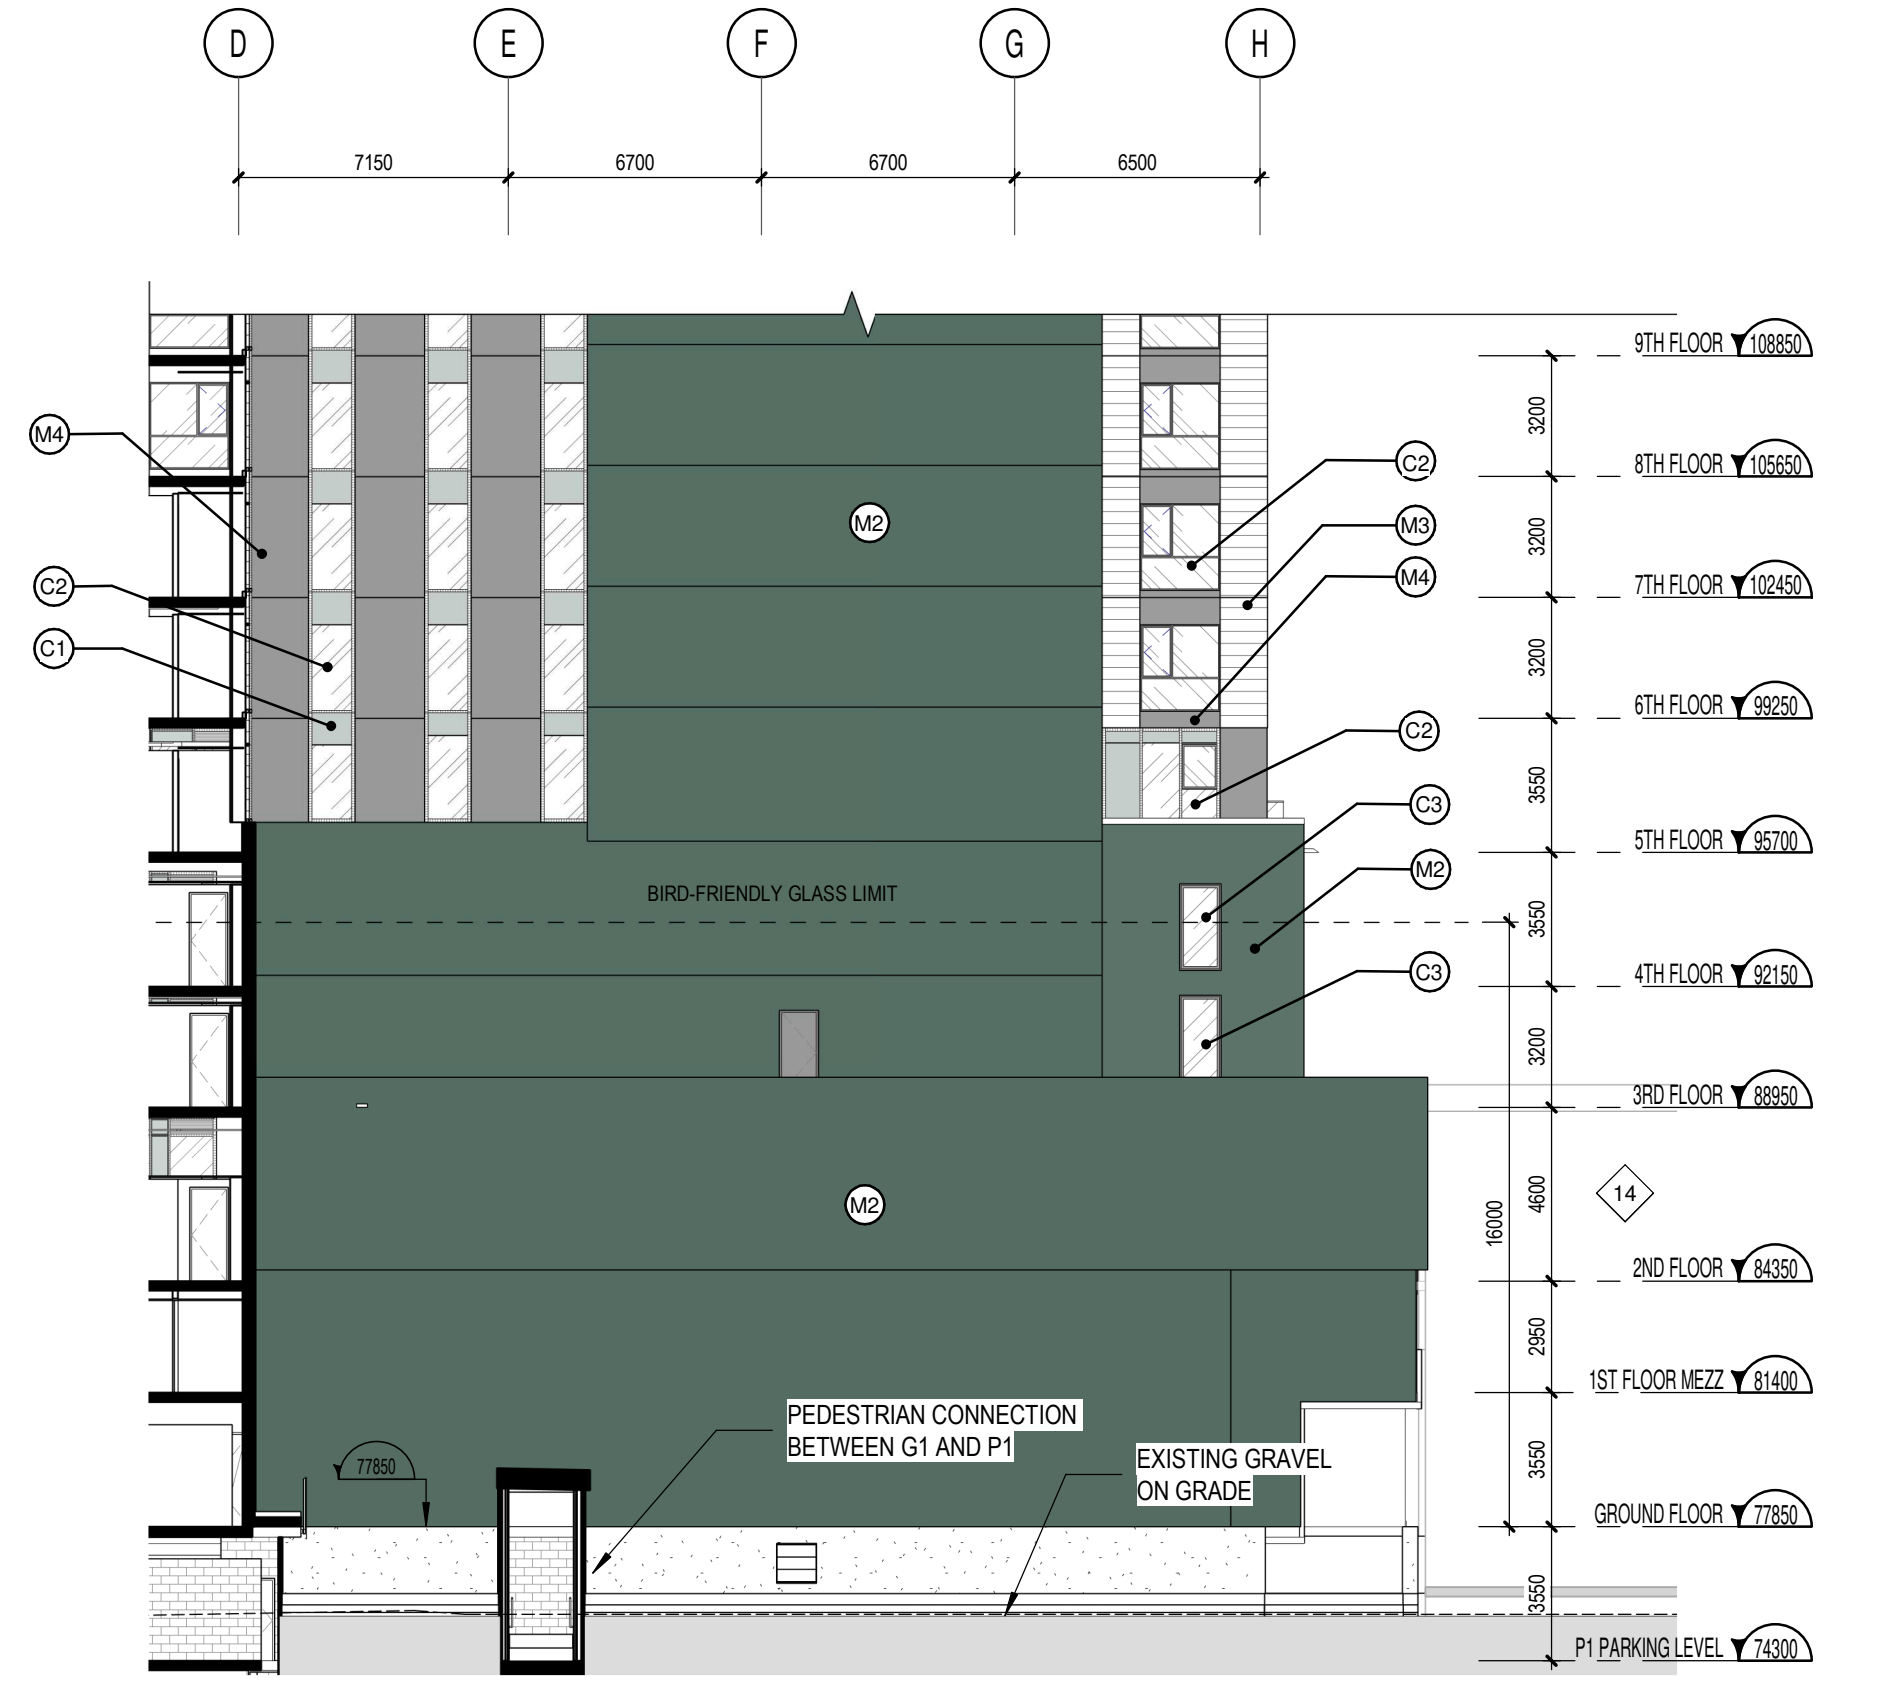 D E F G H
7150 6700 6700 6500
9TH FLOOR 108850
3200
M4
C2
8TH FLOOR 105650
M2
M3
3200
C2
M4
7TH FLOOR 102450
C1
3200
6TH FLOOR 99250
C2
3550
C3
5TH FLOOR 95700
M2
BIRD-FRIENDLY GLASS LIMIT
3550
C3
4TH FLOOR 92150
3200
3RD FLOOR 88950
M2
16000
4600
14
2ND FLOOR 84350
2950
1ST FLOOR MEZZ 81400
PEDESTRIAN CONNECTION
BETWEEN G1 AND P1
77850
EXISTING GRAVEL
ON GRADE
3550
GROUND FLOOR 77850
3550
P1 PARKING LEVEL 74300